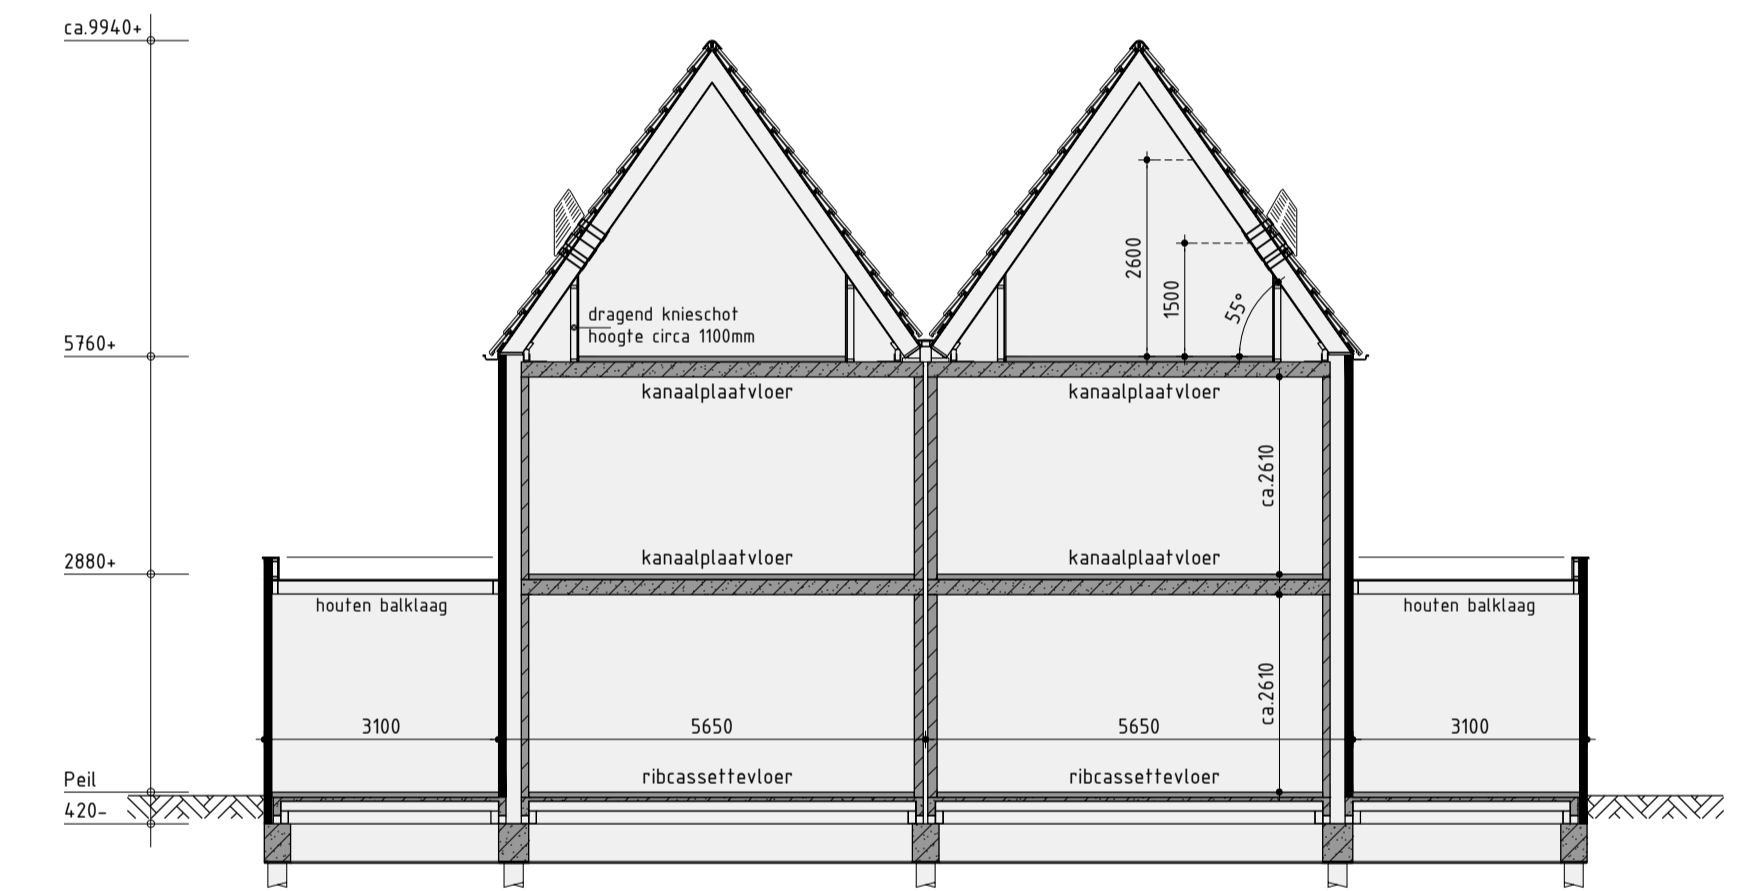 ca.9940+
2600
1500
55°
dragend knieschot
hoogte circa 1100mm
5760+
kanaalplaatvloer
kanaalplaatvloer
ca.2610
2880+
kanaalplaatvloer
kanaalplaatvloer
houten balklaag
houten balklaag
ca.2610
3100
5650
5650
3100
Peil
ribcassettevloer
ribcassettevloer
420-